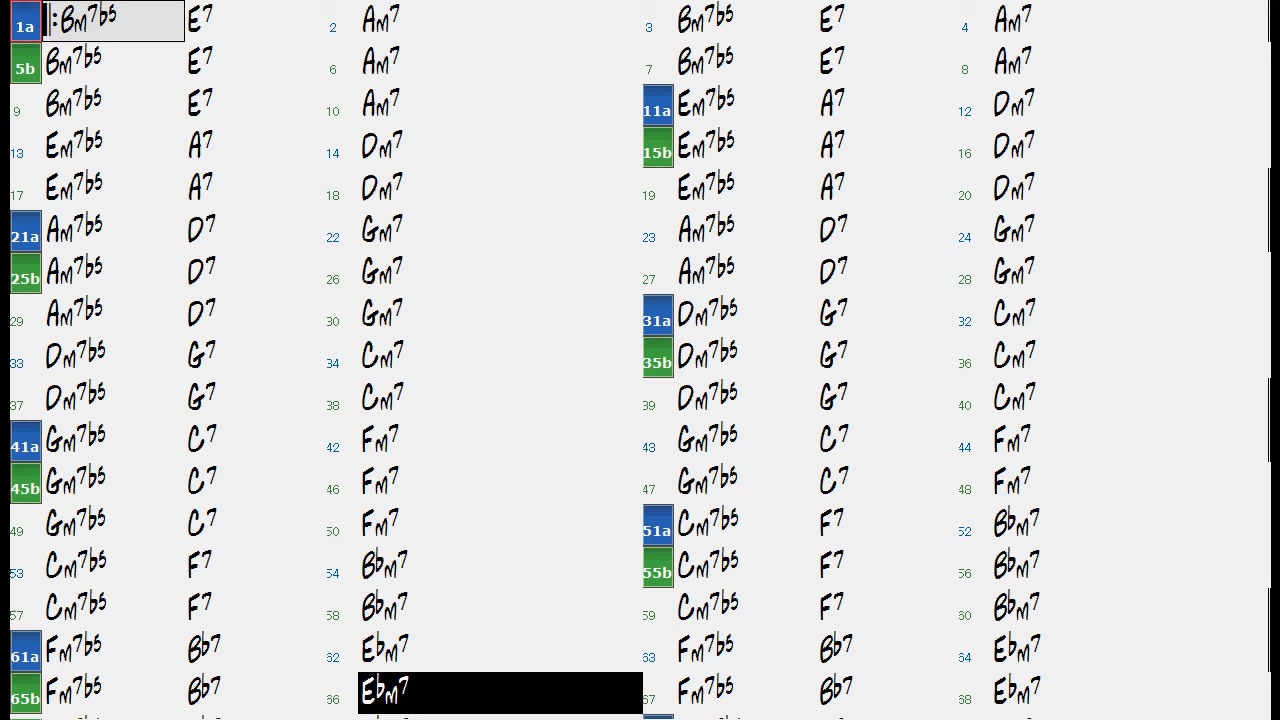 1a 𝄆 Bm7b5 E7 2 Am7 3 Bm7b5 E7 4 Am7
5b Bm7b5 E7 6 Am7 7 Bm7b5 E7 8 Am7
9 Bm7b5 E7 10 Am7 11a Em7b5 A7 12 Dm7
13 Em7b5 A7 14 Dm7 15b Em7b5 A7 16 Dm7
17 Em7b5 A7 18 Dm7 19 Em7b5 A7 20 Dm7
21a Am7b5 D7 22 Gm7 23 Am7b5 D7 24 Gm7
25b Am7b5 D7 26 Gm7 27 Am7b5 D7 28 Gm7
29 Am7b5 D7 30 Gm7 31a Dm7b5 G7 32 Cm7
33 Dm7b5 G7 34 Cm7 35b Dm7b5 G7 36 Cm7
37 Dm7b5 G7 38 Cm7 39 Dm7b5 G7 40 Cm7
41a Gm7b5 C7 42 Fm7 43 Gm7b5 C7 44 Fm7
45b Gm7b5 C7 46 Fm7 47 Gm7b5 C7 48 Fm7
49 Gm7b5 C7 50 Fm7 51a Cm7b5 F7 52 Bbm7
53 Cm7b5 F7 54 Bbm7 55b Cm7b5 F7 56 Bbm7
57 Cm7b5 F7 58 Bbm7 59 Cm7b5 F7 60 Bbm7
61a Fm7b5 Bb7 62 Ebm7 63 Fm7b5 Bb7 64 Ebm7
65b Fm7b5 Bb7 66 Ebm7 67 Fm7b5 Bb7 68 Ebm7